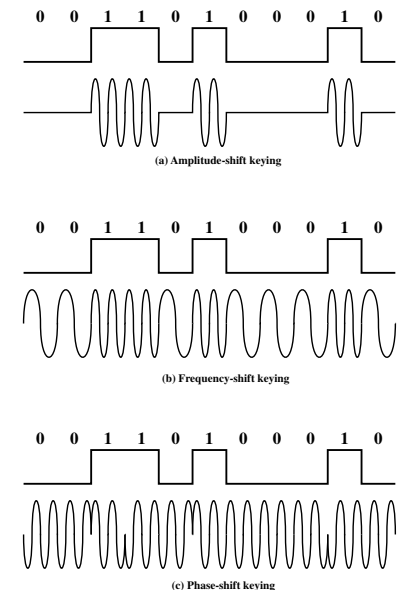 0 0 1 1 0 1 0 0 0 1 0
(a) Amplitude-shift keying
0 0 1 1 0 1 0 0 0 1 0
(b) Frequency-shift keying
0 0 1 1 0 1 0 0 0 1 0
(c) Phase-shift keying